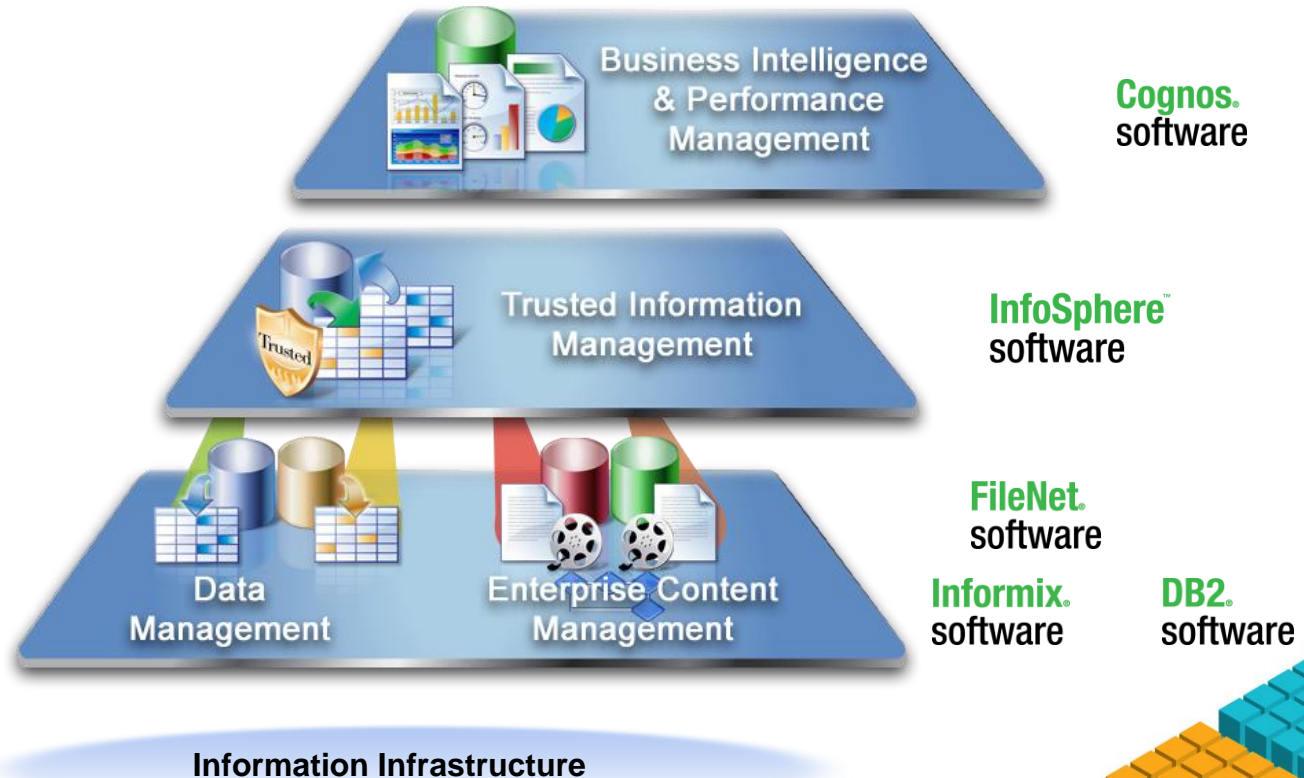 Business Intelligence
& Performance
Management
Cognos®
software
Trusted
Trusted Information
Management
InfoSphere™
software
FileNet®
software
Data
Management
Enterprise Content
Management
Informix®
software
DB2®
software
Information Infrastructure